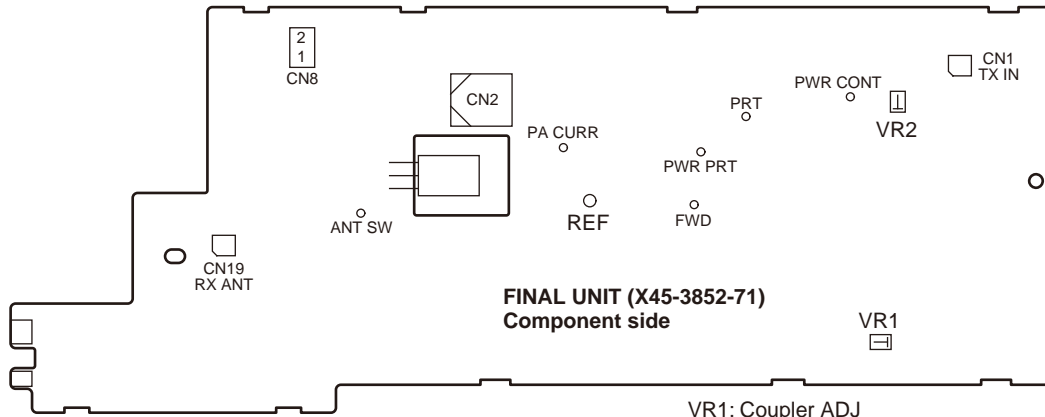 2
1
CN8
CN2
CN1
TX IN
PWR CONT
VR2
PRT
PA CURR
PWR PRT
REF
FWD
ANT SW
CN19
RX ANT
FINAL UNIT (X45-3852-71)
Component side
VR1
VR1: Coupler ADJ